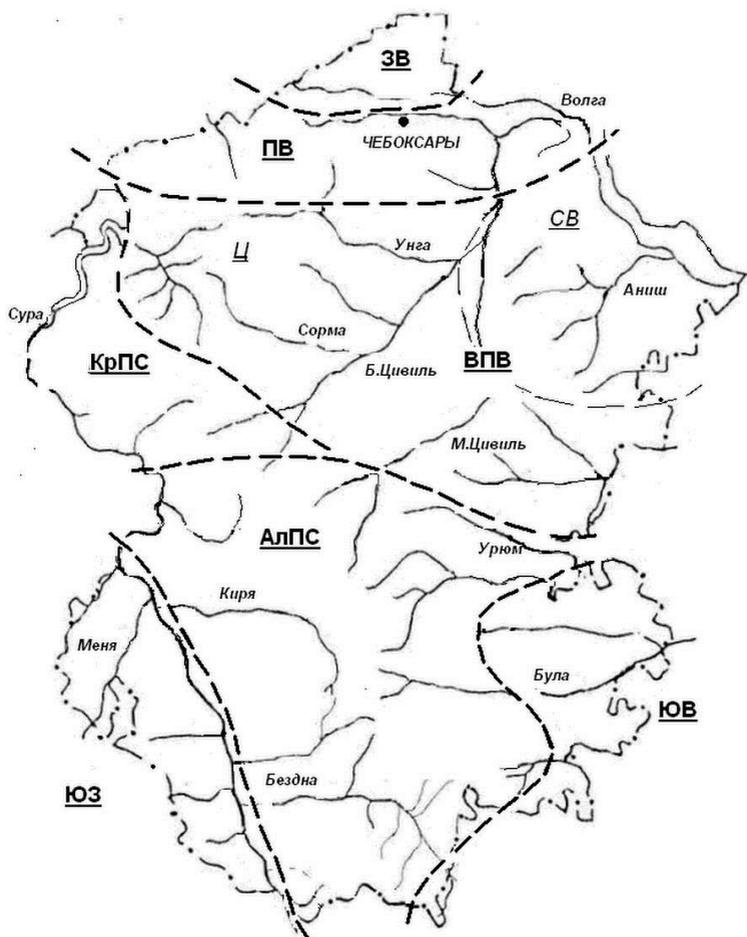 ЗВ
Волга
ПВ
ЧЕБОКСАРЫ
СВ
Ц
Унга
Аниш
Сура
Сорма
КрПС
Б.Цивиль
ВПВ
М.Цивиль
АлПС
Урюм
Киря
Меня
Була
ЮВ
Бездна
ЮЗ